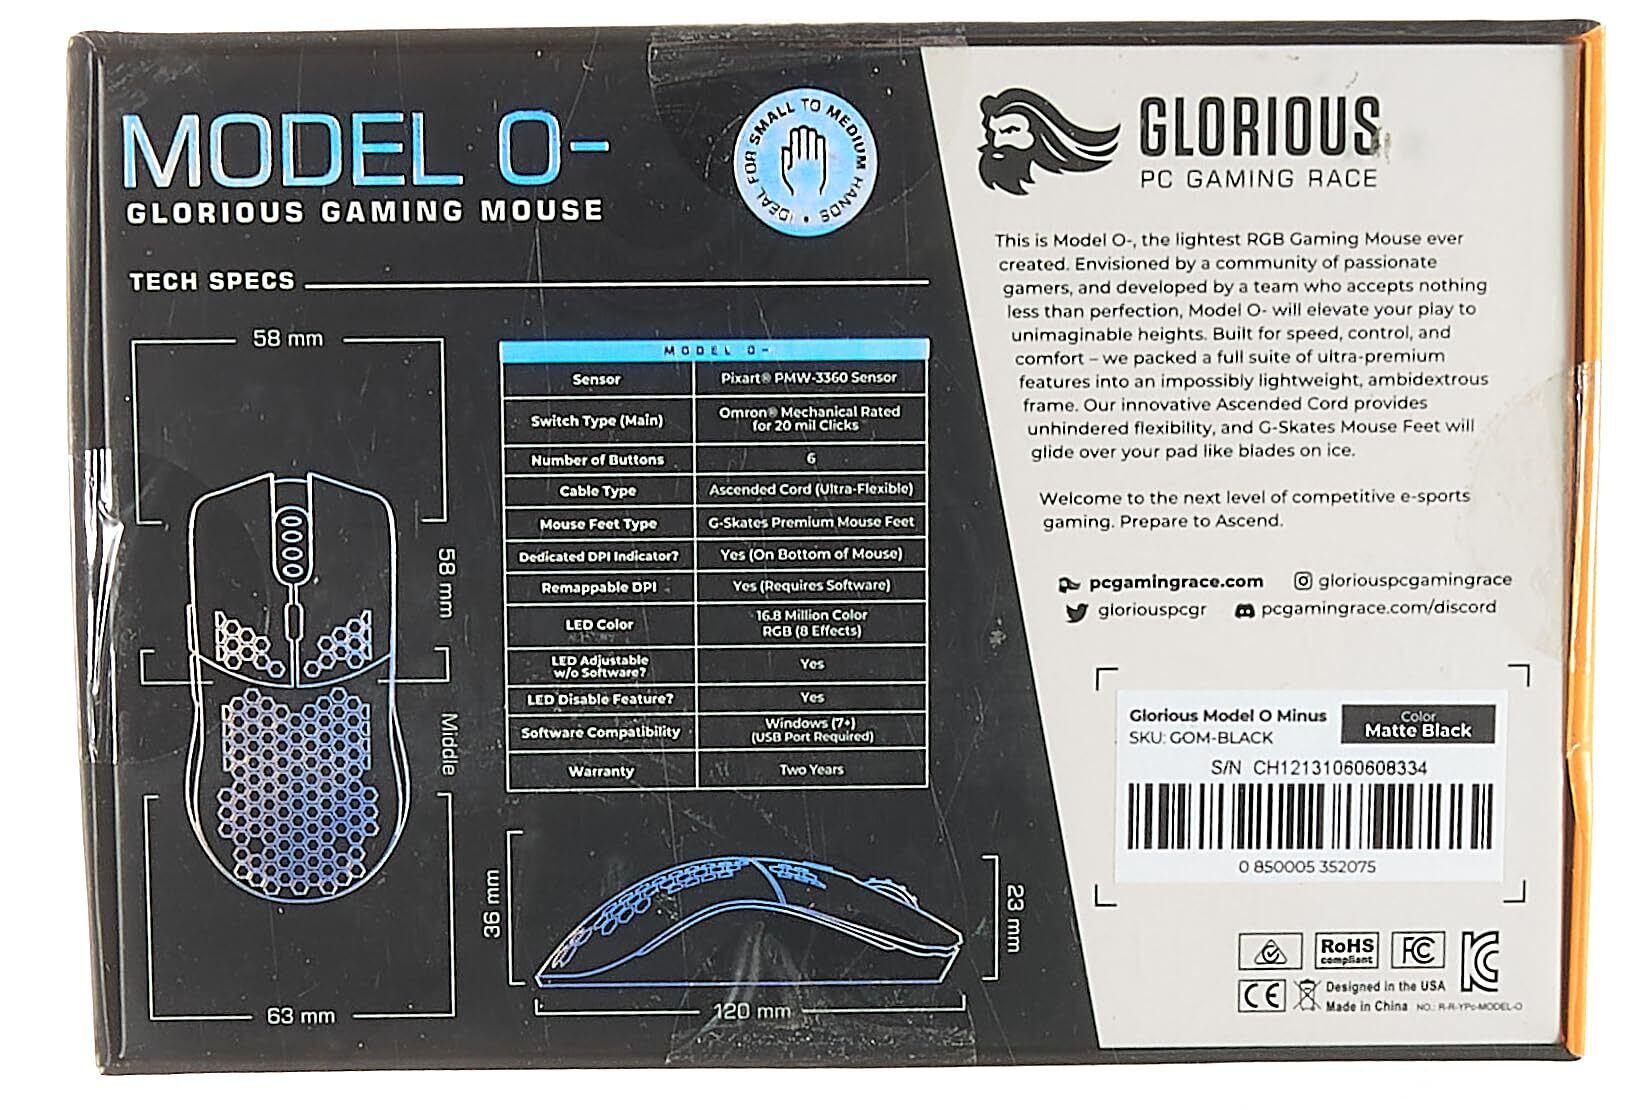 MODEL O-
GLORIOUS GAMING MOUSE
IDEAL FOR SMALL TO MEDIUM HANDS •
TECH SPECS
58 mm
58 mm
Middle
63 mm
MODEL O-
Sensor Pixart® PMW-3360 Sensor
Switch Type (Main) Omron® Mechanical Rated
for 20 mil Clicks
Number of Buttons 6
Cable Type Ascended Cord (Ultra-Flexible)
Mouse Feet Type G-Skates Premium Mouse Feet
Dedicated DPI Indicator? Yes (On Bottom of Mouse)
Remappable DPI Yes (Requires Software)
LED Color 16.8 Million Color
RGB (8 Effects)
LED Adjustable
w/o Software? Yes
LED Disable Feature? Yes
Software Compatibility Windows (7+)
(USB Port Required)
Warranty Two Years
36 mm
23 mm
120 mm
GLORIOUS
PC GAMING RACE
This is Model O-, the lightest RGB Gaming Mouse ever
created. Envisioned by a community of passionate
gamers, and developed by a team who accepts nothing
less than perfection, Model O- will elevate your play to
unimaginable heights. Built for speed, control, and
comfort – we packed a full suite of ultra-premium
features into an impossibly lightweight, ambidextrous
frame. Our innovative Ascended Cord provides
unhindered flexibility, and G-Skates Mouse Feet will
glide over your pad like blades on ice.
Welcome to the next level of competitive e-sports
gaming. Prepare to Ascend.
pcgamingrace.com gloriouspcgamingrace
gloriouspcgr pcgamingrace.com/discord
Glorious Model O Minus
SKU: GOM-BLACK
Color
Matte Black
S/N CH12131060608334
0 850005 352075
RoHS
compliant
FC
KC
CE
Designed in the USA
Made in China NO.: R-R-YPc-MODEL-O